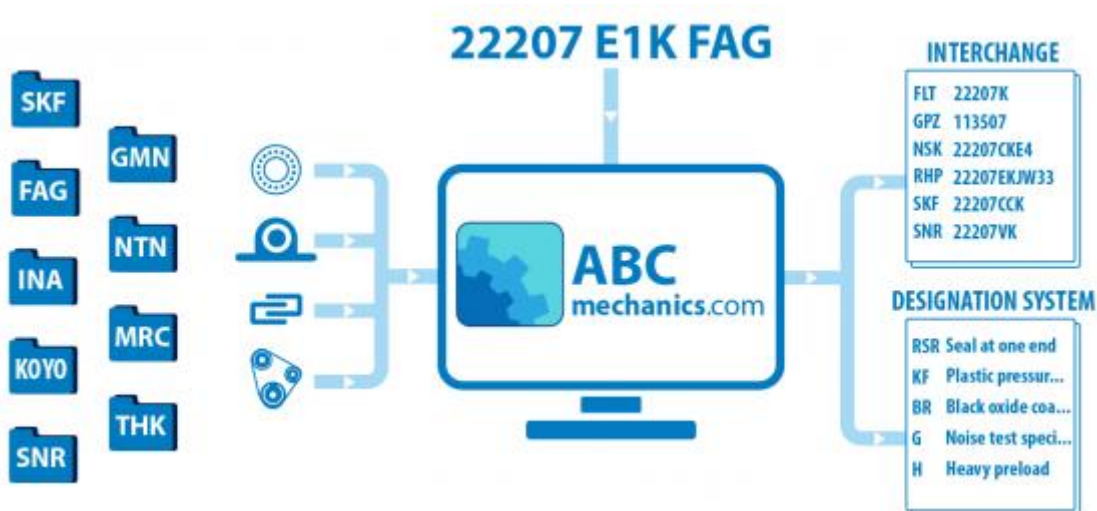 22207 E1K FAG
SKF
GMN
FAG
NTN
INA
MRC
KOYO
THK
SNR
ABC
mechanics.com
INTERCHANGE
FLT 22207K
GPZ 113507
NSK 22207CKE4
RHP 22207EKJW33
SKF 22207CCK
SNR 22207VK
DESIGNATION SYSTEM
RSR Seal at one end
KF Plastic pressur...
BR Black oxide coa...
G Noise test speci...
H Heavy preload